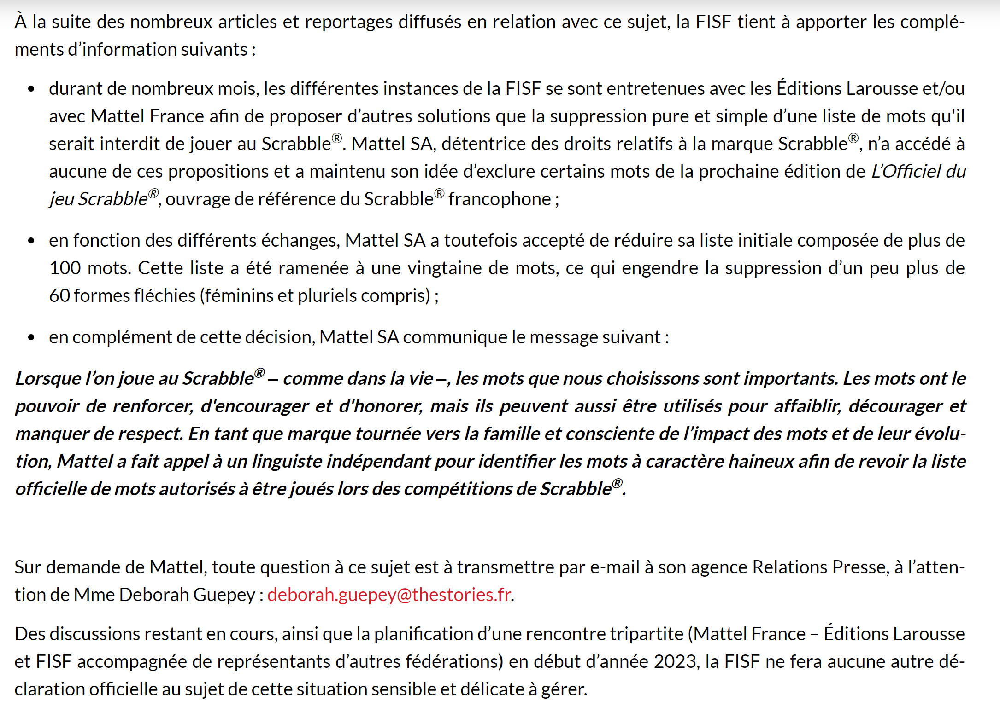 À la suite des nombreux articles et reportages diffusés en relation avec ce sujet, la FISF tient à apporter les complé-
ments d’information suivants :
• durant de nombreux mois, les différentes instances de la FISF se sont entretenues avec les Éditions Larousse et/ou
avec Mattel France afin de proposer d’autres solutions que la suppression pure et simple d’une liste de mots qu'il
serait interdit de jouer au Scrabble®. Mattel SA, détentrice des droits relatifs à la marque Scrabble®, n’a accédé à
aucune de ces propositions et a maintenu son idée d’exclure certains mots de la prochaine édition de L’Officiel du
jeu Scrabble®, ouvrage de référence du Scrabble® francophone ;
• en fonction des différents échanges, Mattel SA a toutefois accepté de réduire sa liste initiale composée de plus de
100 mots. Cette liste a été ramenée à une vingtaine de mots, ce qui engendre la suppression d’un peu plus de
60 formes fléchies (féminins et pluriels compris) ;
• en complément de cette décision, Mattel SA communique le message suivant :
Lorsque l’on joue au Scrabble® – comme dans la vie –, les mots que nous choisissons sont importants. Les mots ont le
pouvoir de renforcer, d'encourager et d'honorer, mais ils peuvent aussi être utilisés pour affaiblir, décourager et
manquer de respect. En tant que marque tournée vers la famille et consciente de l’impact des mots et de leur évolu-
tion, Mattel a fait appel à un linguiste indépendant pour identifier les mots à caractère haineux afin de revoir la liste
officielle de mots autorisés à être joués lors des compétitions de Scrabble®.
Sur demande de Mattel, toute question à ce sujet est à transmettre par e-mail à son agence Relations Presse, à l’atten-
tion de Mme Deborah Guepey : deborah.guepey@thestories.fr.
Des discussions restant en cours, ainsi que la planification d’une rencontre tripartite (Mattel France – Éditions Larousse
et FISF accompagnée de représentants d’autres fédérations) en début d’année 2023, la FISF ne fera aucune autre dé-
claration officielle au sujet de cette situation sensible et délicate à gérer.